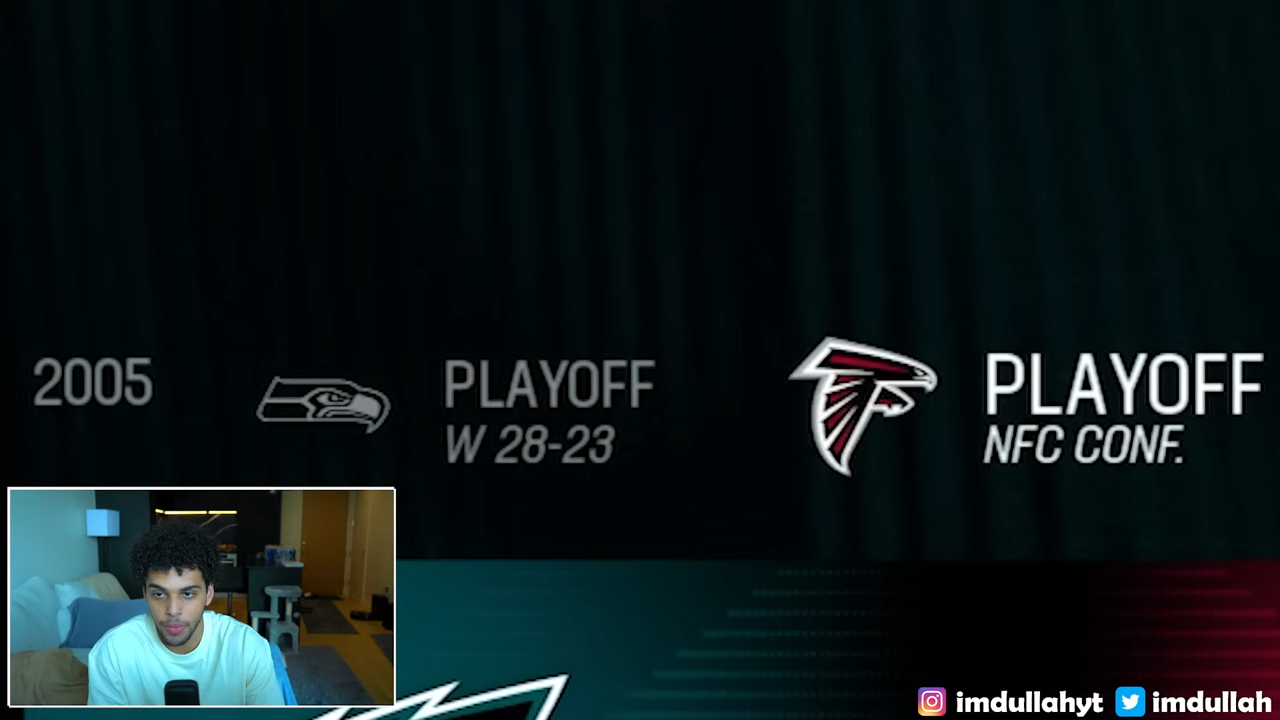 2005
PLAYOFF
W 28-23
PLAYOFF
NFC CONF.
imdullahyt
imdullah